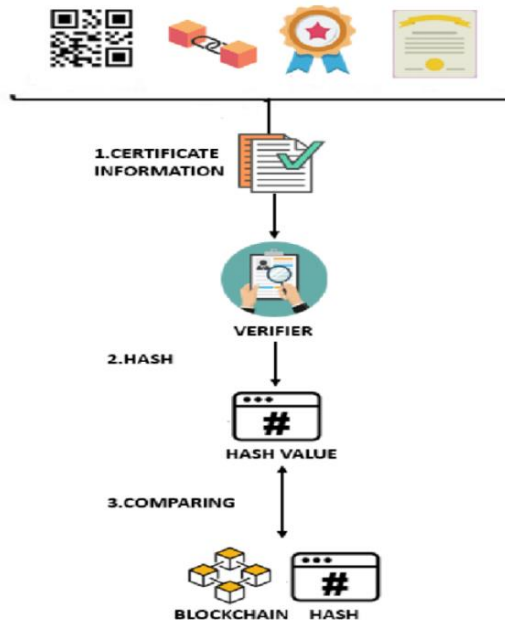 1.CERTIFICATE
INFORMATION
VERIFIER
2.HASH
#
HASH VALUE
3.COMPARING
#
BLOCKCHAIN HASH